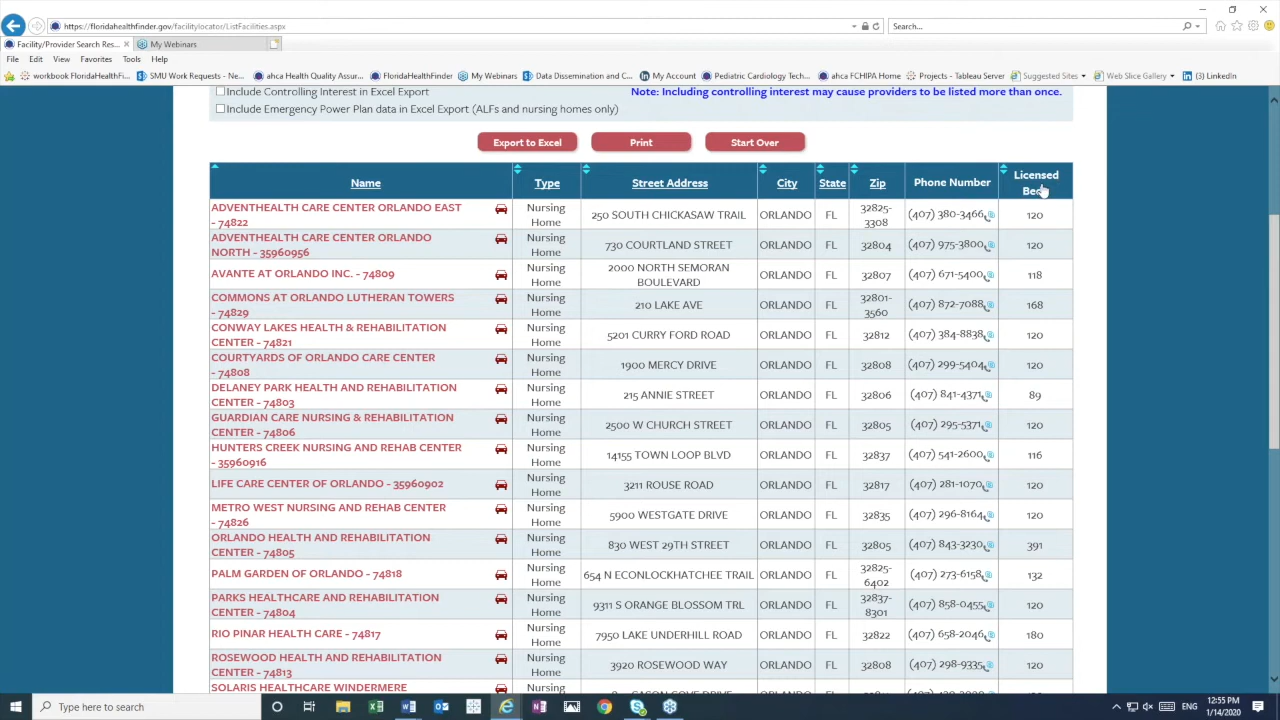 https://floridahealthfinder.gov/facilitylocator/ListFacilities.aspx
Search...
Facility/Provider Search Res...
My Webinars
File Edit View Favorites Tools Help
workbook FloridaHealthFi...
SMU Work Requests - Ne...
ahca Health Quality Assur...
FloridaHealthFinder
My Webinars
Data Dissemination and C...
My Account
Pediatric Cardiology Tech...
ahca FCHIPA Home
Projects - Tableau Server
Suggested Sites
Web Slice Gallery
(3) LinkedIn
Include Controlling Interest in Excel Export
Note: Including controlling interest may cause providers to be listed more than once.
Include Emergency Power Plan data in Excel Export (ALFs and nursing homes only)
Export to Excel Print Start Over
Name Type Street Address City State Zip Phone Number Licensed
ADVENTHEALTH CARE CENTER ORLANDO EAST
- 74822
Nursing
Home
250 SOUTH CHICKASAW TRAIL ORLANDO FL
32825-
3308
(407) 380-3466 120
ADVENTHEALTH CARE CENTER ORLANDO
NORTH - 35960956
Nursing
Home
730 COURTLAND STREET ORLANDO FL 32804 (407) 975-3800 120
AVANTE AT ORLANDO INC. - 74809
Nursing
Home
2000 NORTH SEMORAN
BOULEVARD
ORLANDO FL 32807 (407) 671-5400 118
COMMONS AT ORLANDO LUTHERAN TOWERS
- 74829
Nursing
Home
210 LAKE AVE ORLANDO FL
32801-
3560
(407) 872-7088 168
CONWAY LAKES HEALTH & REHABILITATION
CENTER - 74821
Nursing
Home
5201 CURRY FORD ROAD ORLANDO FL 32812 (407) 384-8838 120
COURTYARDS OF ORLANDO CARE CENTER
- 74808
Nursing
Home
1900 MERCY DRIVE ORLANDO FL 32808 (407) 299-5404 120
DELANEY PARK HEALTH AND REHABILITATION
CENTER - 74803
Nursing
Home
215 ANNIE STREET ORLANDO FL 32806 (407) 841-4371 89
GUARDIAN CARE NURSING & REHABILITATION
CENTER - 74806
Nursing
Home
2500 W CHURCH STREET ORLANDO FL 32805 (407) 295-5371 120
HUNTERS CREEK NURSING AND REHAB CENTER
- 35960916
Nursing
Home
14155 TOWN LOOP BLVD ORLANDO FL 32837 (407) 541-2600 116
LIFE CARE CENTER OF ORLANDO - 35960902
Nursing
Home
3211 ROUSE ROAD ORLANDO FL 32817 (407) 281-1070 120
METRO WEST NURSING AND REHAB CENTER
- 74826
Nursing
Home
5900 WESTGATE DRIVE ORLANDO FL 32835 (407) 296-8164 120
ORLANDO HEALTH AND REHABILITATION
CENTER - 74805
Nursing
Home
830 WEST 29TH STREET ORLANDO FL 32805 (407) 843-3230 391
PALM GARDEN OF ORLANDO - 74818
Nursing
Home
654 N ECONLOCKHATCHEE TRAIL ORLANDO FL
32825-
6402
(407) 273-6158 132
PARKS HEALTHCARE AND REHABILITATION
CENTER - 74804
Nursing
Home
9311 S ORANGE BLOSSOM TRL ORLANDO FL
32837-
8301
(407) 858-0455 120
RIO PINAR HEALTH CARE - 74817
Nursing
Home
7950 LAKE UNDERHILL ROAD ORLANDO FL 32822 (407) 658-2046 180
ROSEWOOD HEALTH AND REHABILITATION
CENTER - 74813
Nursing
Home
3920 ROSEWOOD WAY ORLANDO FL 32808 (407) 298-9335 120
SOLARIS HEALTHCARE WINDERMERE
Nursing
Type here to search
12:55 PM
1/14/2020